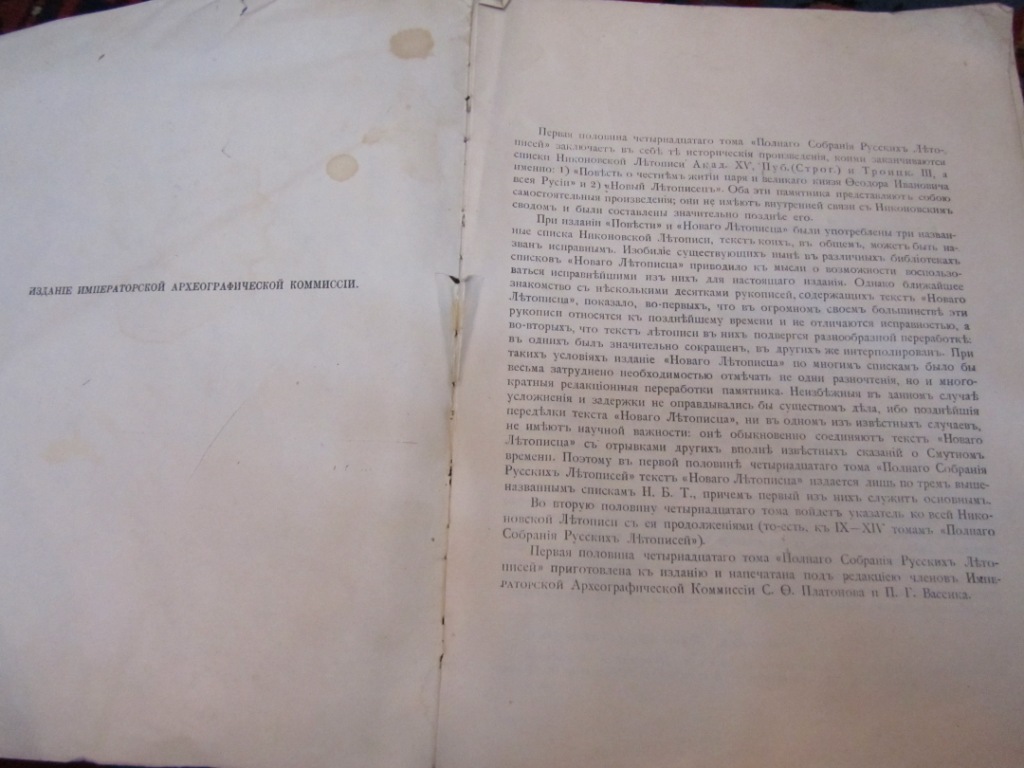 ИЗДАНІЕ ИМПЕРАТОРСКОЙ АРХЕОГРАФИЧЕСКОЙ КОММИССІИ.
Первая половина четырнадцатаго тома «Полнаго Собранія Русскихъ Лѣто-
писей» заключаетъ въ себѣ тѣ историческія произведенія, коими заканчиваются
списки Никоновской Лѣтописи Акад. XV, Пуб.(Строг.) и Троицк. III, а
именно: 1) «Повѣсть о честнѣмъ житіи царя и великаго князя Ѳеодора Ивановича
всея Русіи» и 2) «Новый Лѣтописецъ». Оба эти памятника представляютъ собою
самостоятельныя произведенія; они не имѣютъ внутренней связи съ Никоновскимъ
сводомъ и были составлены значительно позднѣе его.
При изданіи «Повѣсти» и «Новаго Лѣтописца» были употреблены три назван-
ные списка Никоновской Лѣтописи, текстъ коихъ, въ общемъ, можетъ быть на-
званъ исправнымъ. Изобиліе существующихъ нынѣ въ различныхъ библіотекахъ
списковъ «Новаго Лѣтописца» приводило къ мысли о возможности воспользо-
ваться исправнѣйшими изъ нихъ для настоящаго изданія. Однако ближайшее
знакомство съ нѣсколькими десятками рукописей, содержащихъ текстъ «Новаго
Лѣтописца», показало, во-первыхъ, что въ огромномъ своемъ большинствѣ эти
рукописи относятся къ позднѣйшему времени и не отличаются исправностью, а
во-вторыхъ, что текстъ лѣтописи въ нихъ подвергся разнообразной переработкѣ:
въ однихъ былъ значительно сокращенъ, въ другихъ же интерполированъ. При
такихъ условіяхъ изданіе «Новаго Лѣтописца» по многимъ спискамъ было бы
весьма затруднено необходимостью отмѣчать не одни разночтенія, но и много-
кратныя редакціонныя переработки памятника. Неизбѣжныя въ данномъ случаѣ
усложненія и задержки не оправдывались бы существомъ дѣла, ибо позднѣйшія
передѣлки текста «Новаго Лѣтописца», ни въ одномъ изъ извѣстныхъ случаевъ,
не имѣютъ научной важности: онѣ обыкновенно соединяютъ текстъ «Новаго
Лѣтописца» съ отрывками другихъ вполнѣ извѣстныхъ сказаній о Смутномъ
времени. Поэтому въ первой половинѣ четырнадцатаго тома «Полнаго Собранія
Русскихъ Лѣтописей» текстъ «Новаго Лѣтописца» издается лишь по тремъ выше-
названнымъ спискамъ Н. Б. Т., причемъ первый изъ нихъ служитъ основнымъ.
Во вторую половину четырнадцатаго тома войдетъ указатель ко всей Нико-
новской Лѣтописи съ ея продолженіями (то-есть, къ IX—XIV томамъ «Полнаго
Собранія Русскихъ Лѣтописей»).
Первая половина четырнадцатаго тома «Полнаго Собранія Русскихъ Лѣто-
писей» приготовлена къ изданію и напечатана подъ редакціею членовъ Импе-
раторской Археографической Коммиссіи С. Ѳ. Платонова и П. Г. Васенка.